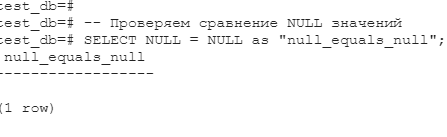 test_db=#
test_db=# -- Проверяем сравнение NULL значений
test_db=# SELECT NULL = NULL as "null_equals_null";
null_equals_null
------------------

(1 row)